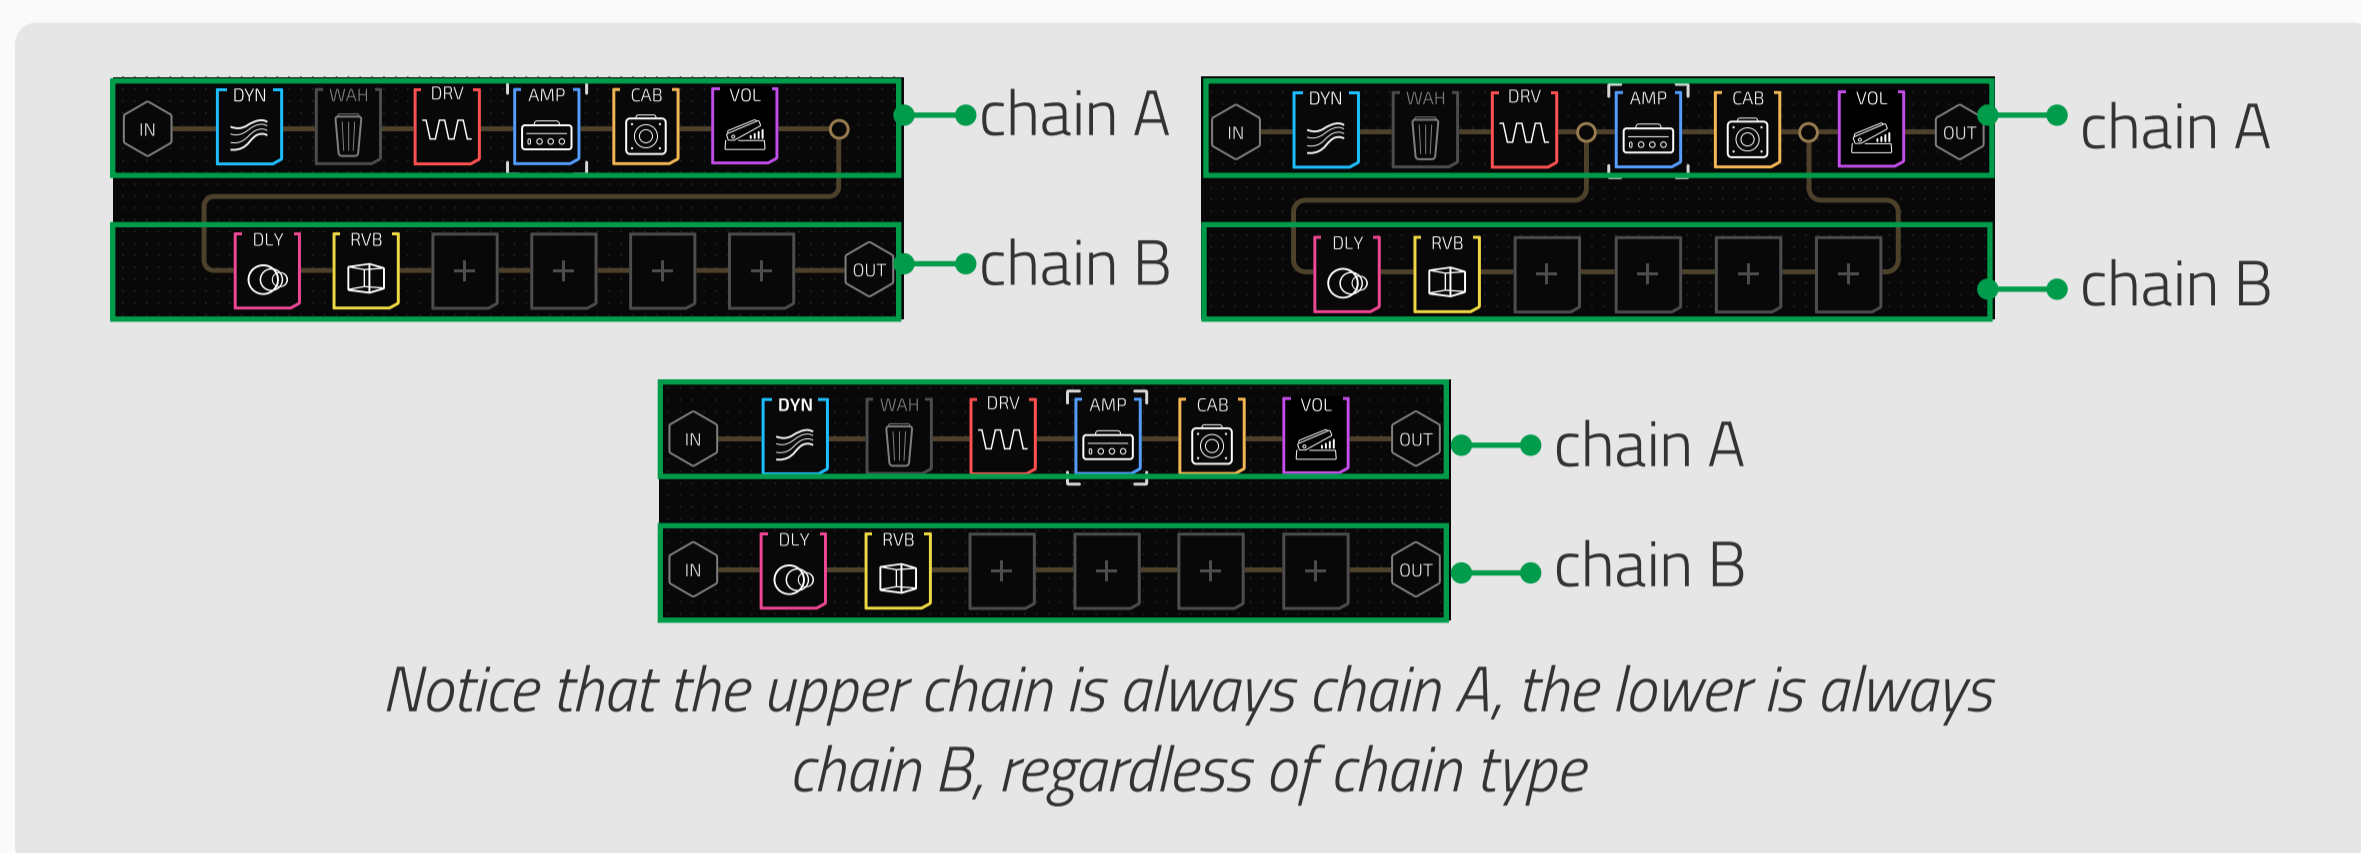 IN DYN WAH DRV AMP CAB VOL
chain A
DLY RVB + + + + OUT
chain B
IN DYN WAH DRV AMP CAB VOL OUT
chain A
DLY RVB + + + +
chain B
IN DYN WAH DRV AMP CAB VOL OUT
chain A
IN DLY RVB + + + + OUT
chain B
Notice that the upper chain is always chain A, the lower is always
chain B, regardless of chain type